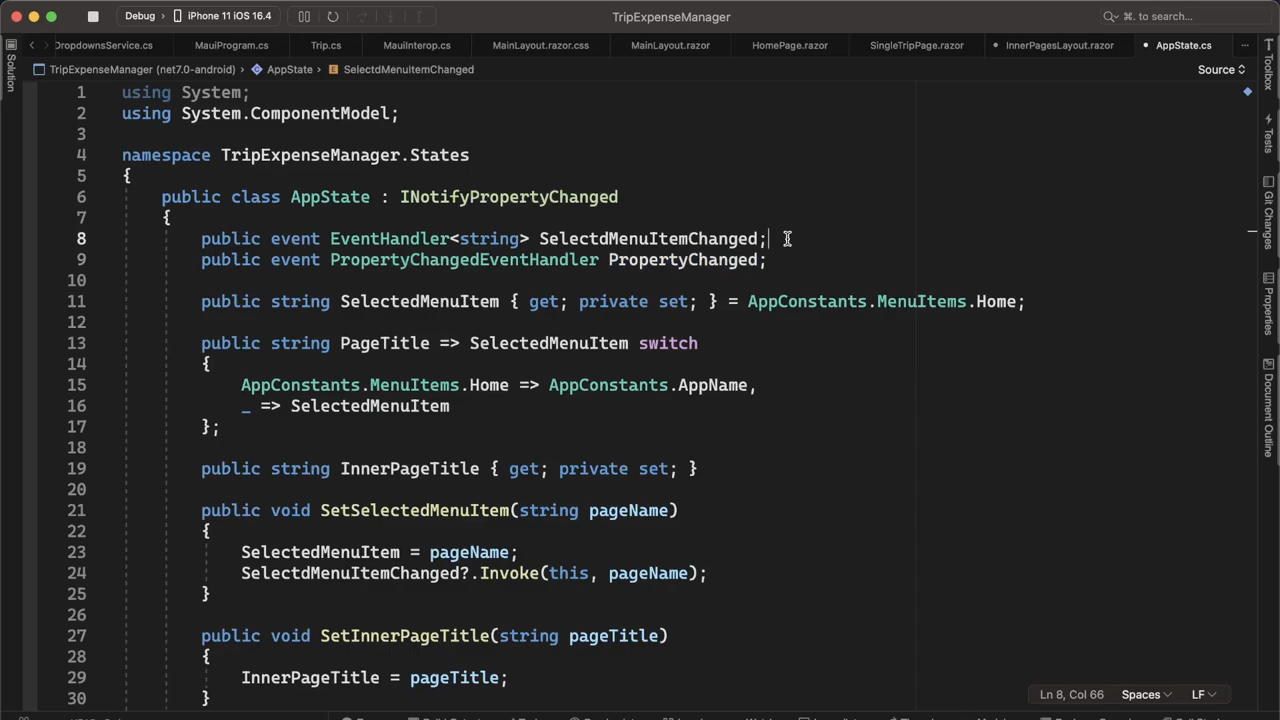 Debug
iPhone 11 iOS 16.4
TripExpenseManager
⌘. to search...
DropdownsService.cs
MauiProgram.cs
Trip.cs
MauiInterop.cs
MainLayout.razor.css
MainLayout.razor
HomePage.razor
SingleTripPage.razor
InnerPagesLayout.razor
AppState.cs
TripExpenseManager (net7.0-android)
AppState
SelectdMenuItemChanged
Source
Solution
Toolbox
Tests
Git Changes
Properties
Document Outline
1 using System;
2 using System.ComponentModel;
3
4 namespace TripExpenseManager.States
5 {
6 public class AppState : INotifyPropertyChanged
7 {
8 public event EventHandler<string> SelectdMenuItemChanged;
9 public event PropertyChangedEventHandler PropertyChanged;
10
11 public string SelectedMenuItem { get; private set; } = AppConstants.MenuItems.Home;
12
13 public string PageTitle => SelectedMenuItem switch
14 {
15 AppConstants.MenuItems.Home => AppConstants.AppName,
16 _ => SelectedMenuItem
17 };
18
19 public string InnerPageTitle { get; private set; }
20
21 public void SetSelectedMenuItem(string pageName)
22 {
23 SelectedMenuItem = pageName;
24 SelectdMenuItemChanged?.Invoke(this, pageName);
25 }
26
27 public void SetInnerPageTitle(string pageTitle)
28 {
29 InnerPageTitle = pageTitle;
30 }
Ln 8, Col 66
Spaces
LF